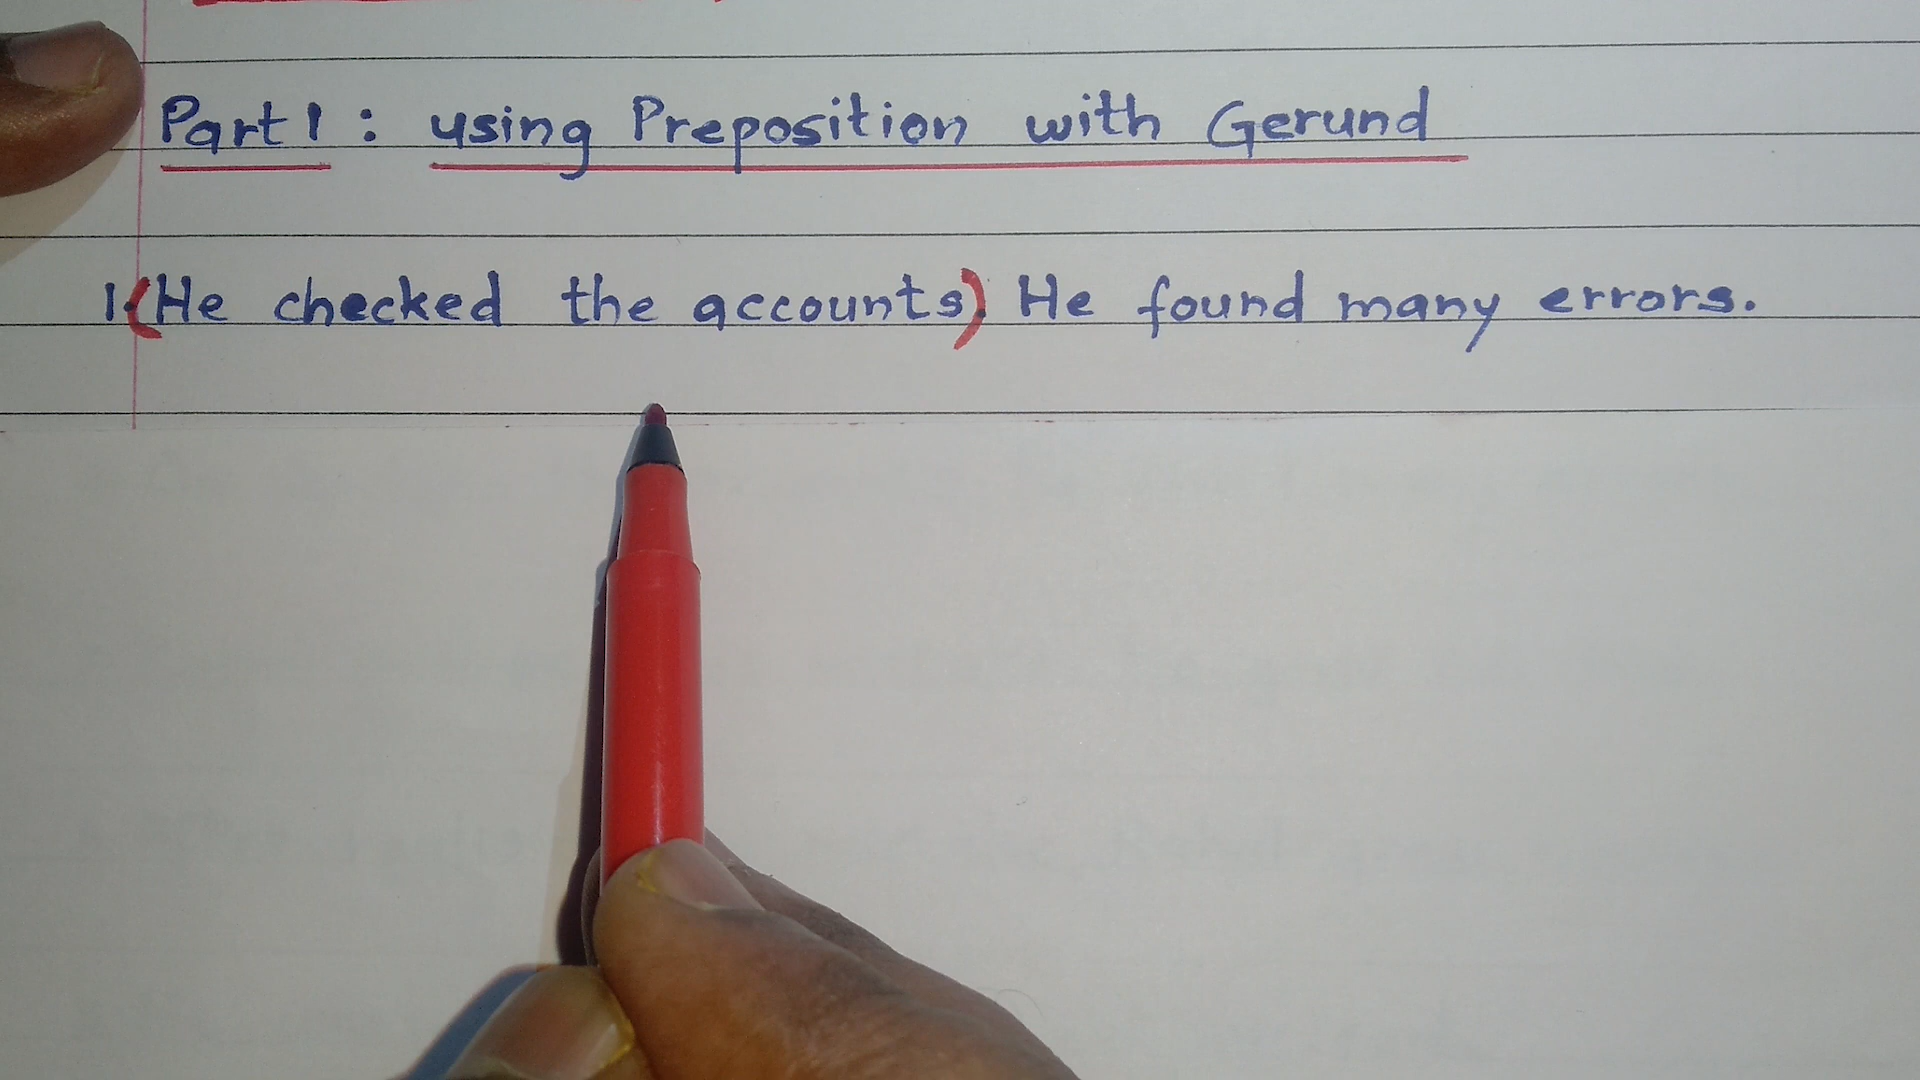 Part 1 : using Preposition with Gerund
1.(He checked the accounts). He found many errors.